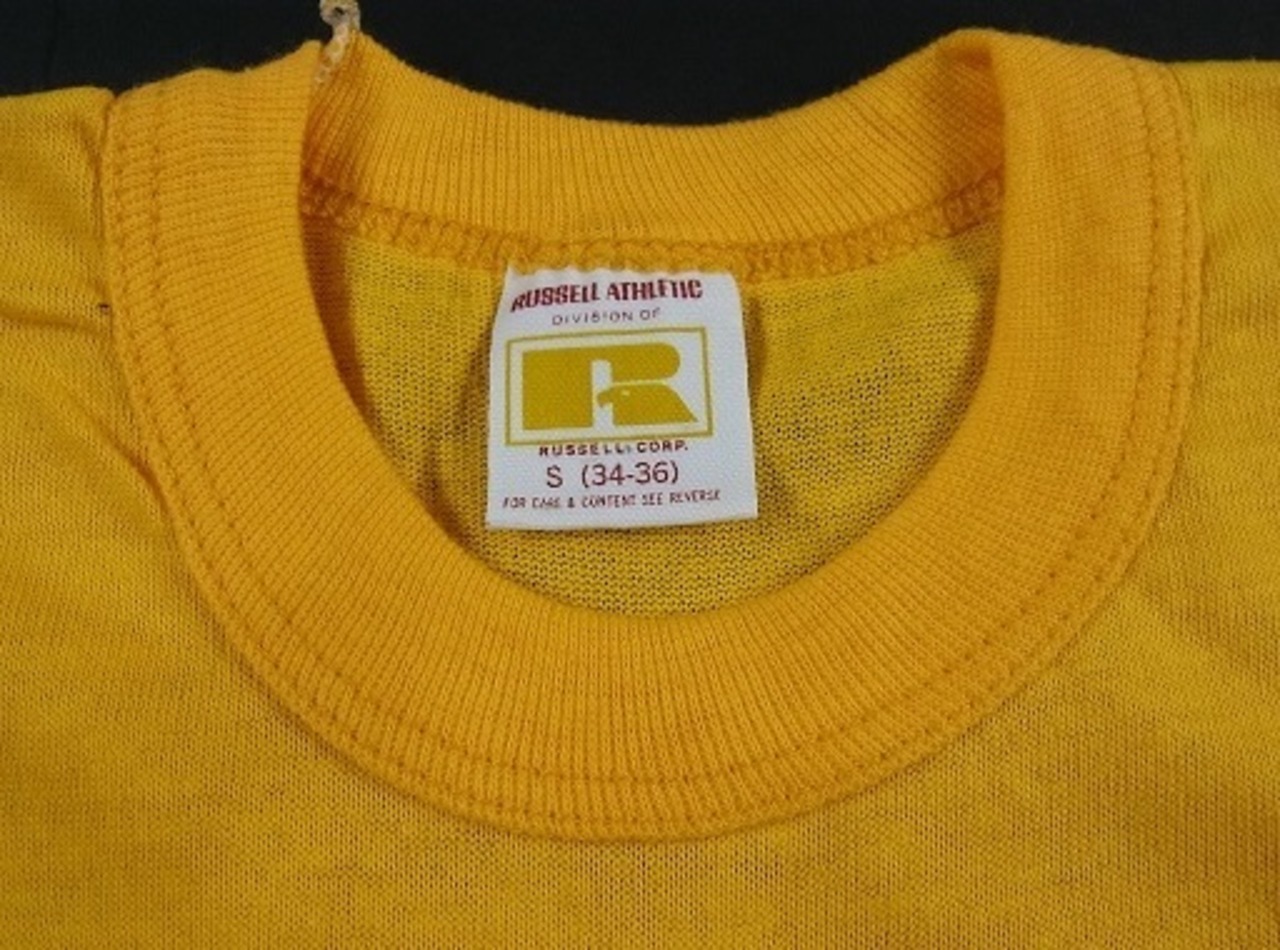 RUSSELL ATHLETIC
DIVISION OF
R
RUSSELL CORP.
S (34-36)
FOR CARE & CONTENT SEE REVERSE